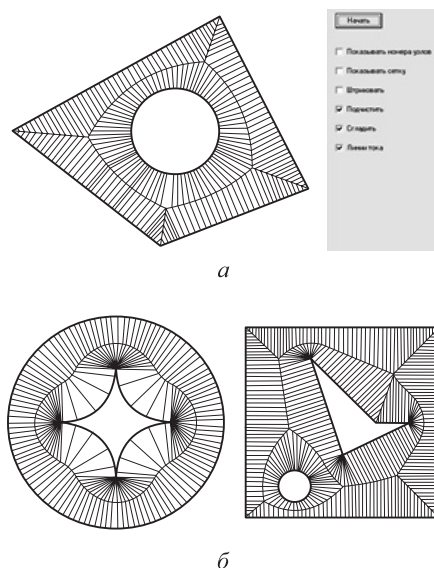 Начать
Показывать номера узлов
Показывать сетку
Штриховать
Подчистить
Сгладить
Линии тока
а
б